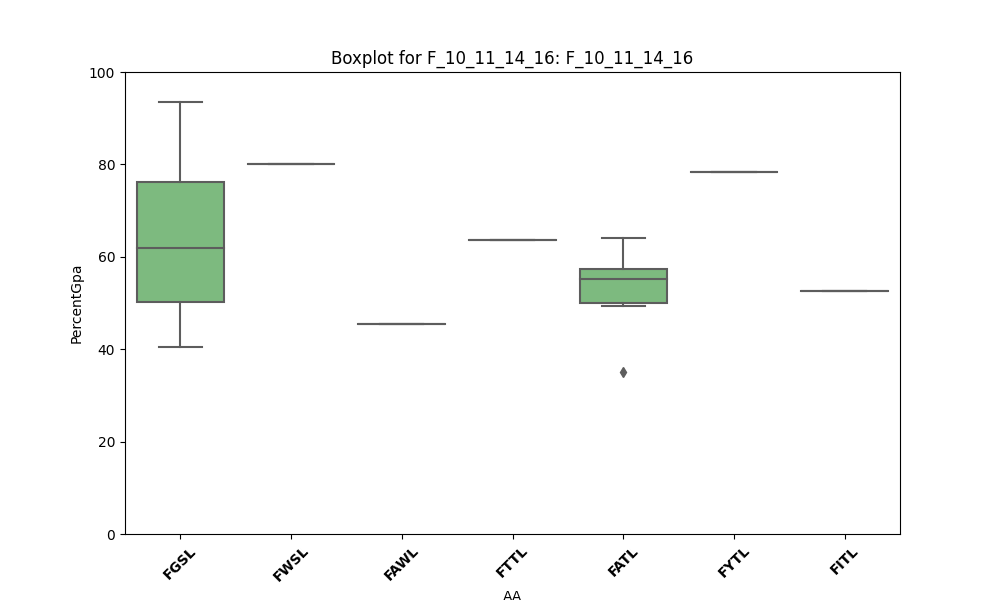 Boxplot for F_10_11_14_16: F_10_11_14_16
PercentGpa
100
80
60
40
20
0
FGSL
FWSL
FAWL
FTTL
FATL
FYTL
FITL
AA